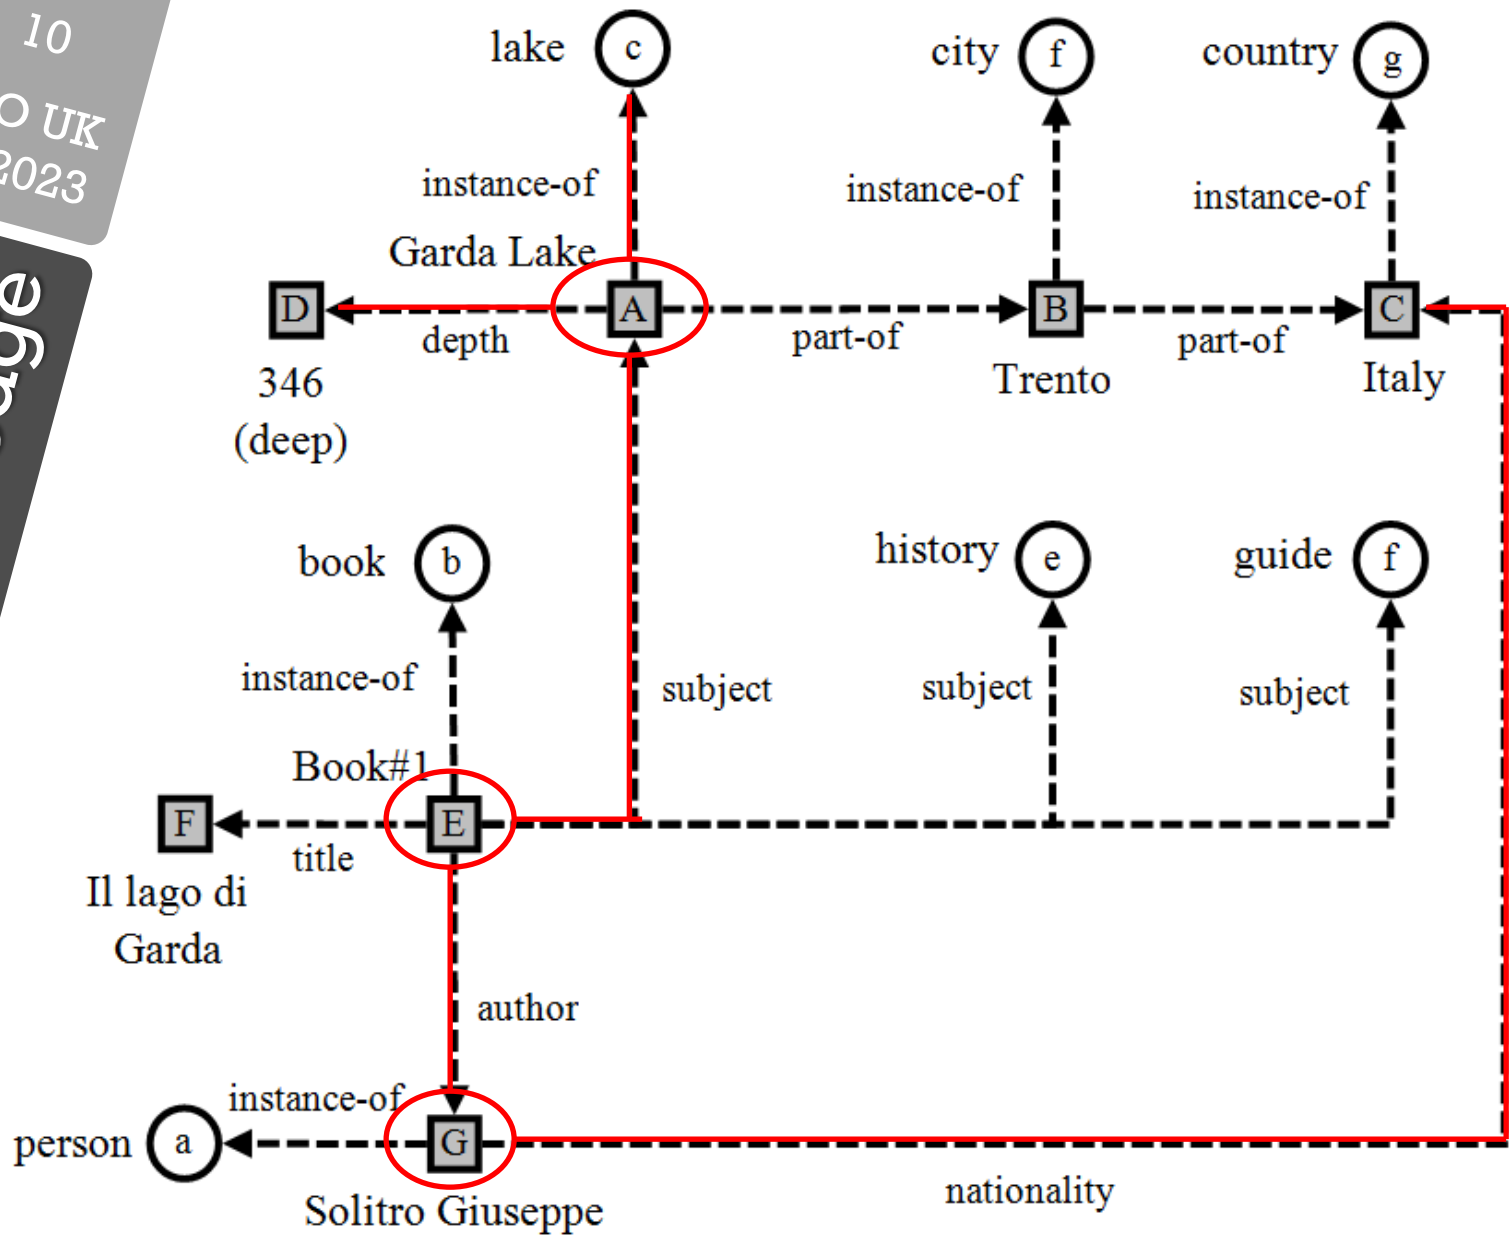 10
O UK
2023
lake
c
city
f
country
g
instance-of
instance-of
instance-of
Garda Lake
D
A
B
C
depth
part-of
part-of
346
(deep)
Trento
Italy
book
b
history
e
guide
f
instance-of
subject
subject
subject
Book#1
F
E
title
Il lago di
Garda
author
instance-of
person
a
G
nationality
Solitro Giuseppe